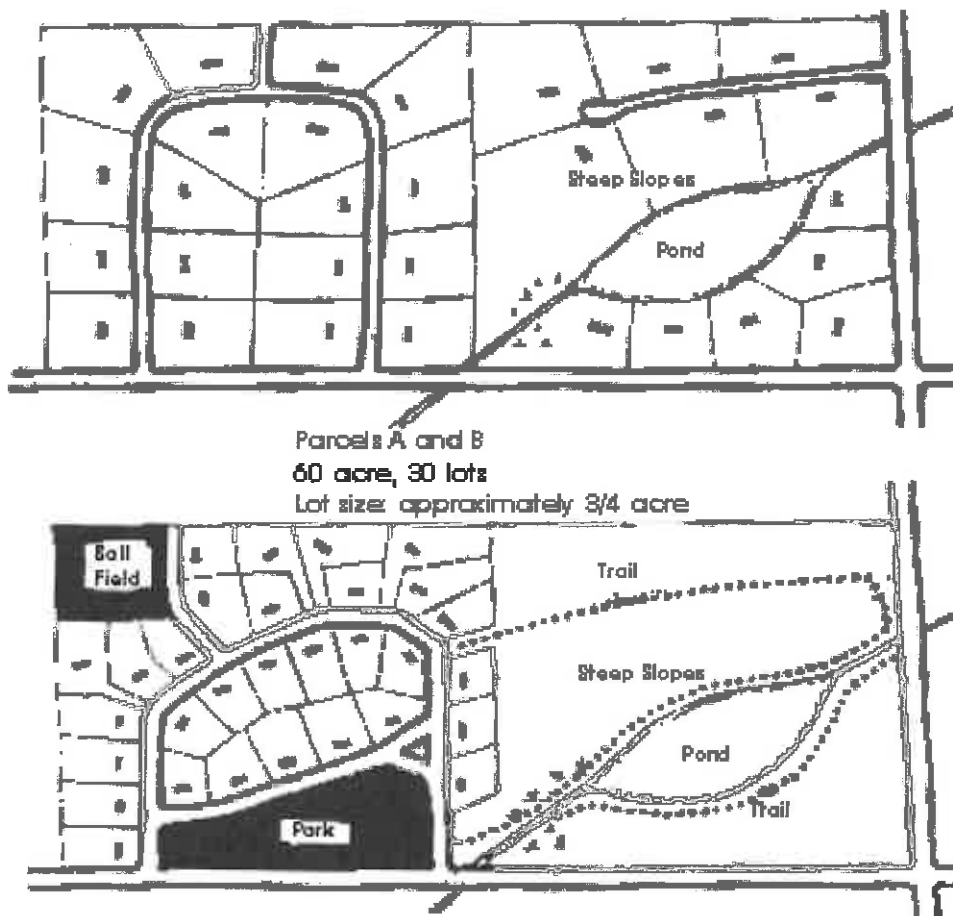 Steep Slopes
Pond
Parcels A and B
60 acre, 30 lots
Lot size: approximately 3/4 acre
Ball
Field
Trail
Steep Slopes
Pond
Trail
Park